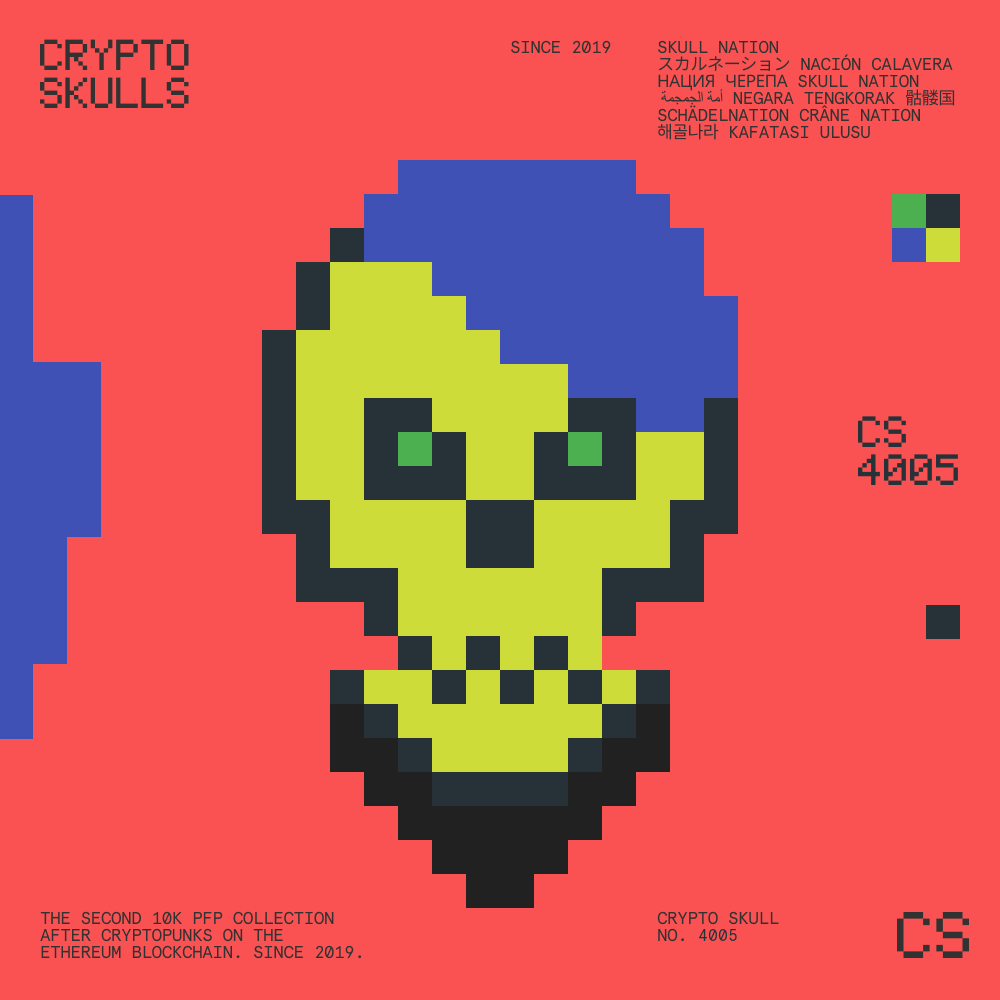 CRYPTO
SKULLS
SINCE 2019
SKULL NATION
スカルネーション NACIÓN CALAVERA
НАЦИЯ ЧЕРЕПА SKULL NATION
أمة الجمجمة NEGARA TENGKORAK 骷髅国
SCHÄDELNATION CRÂNE NATION
해골나라 KAFATASI ULUSU
CS
4005
THE SECOND 10K PFP COLLECTION
AFTER CRYPTOPUNKS ON THE
ETHEREUM BLOCKCHAIN. SINCE 2019.
CRYPTO SKULL
NO. 4005
CS